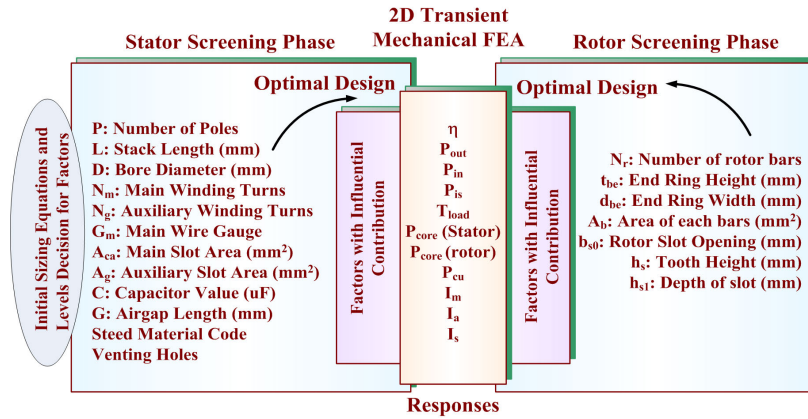 2D Transient
Mechanical FEA
Stator Screening Phase
Rotor Screening Phase
Optimal Design
Optimal Design
Initial Sizing Equations and
Levels Decision for Factors
P: Number of Poles
L: Stack Length (mm)
D: Bore Diameter (mm)
Nm: Main Winding Turns
Ng: Auxiliary Winding Turns
Gm: Main Wire Gauge
Aca: Main Slot Area (mm²)
Ag: Auxiliary Slot Area (mm²)
C: Capacitor Value (uF)
G: Airgap Length (mm)
Steed Material Code
Venting Holes
Factors with Influential
Contribution
η
Pout
Pin
Pis
Tload
Pcore (Stator)
Pcore (rotor)
Pcu
Im
Ia
Is
Factors with Influential
Contribution
Nr: Number of rotor bars
tbe: End Ring Height (mm)
dbe: End Ring Width (mm)
Ab: Area of each bars (mm²)
bs0: Rotor Slot Opening (mm)
hs: Tooth Height (mm)
hs1: Depth of slot (mm)
Responses